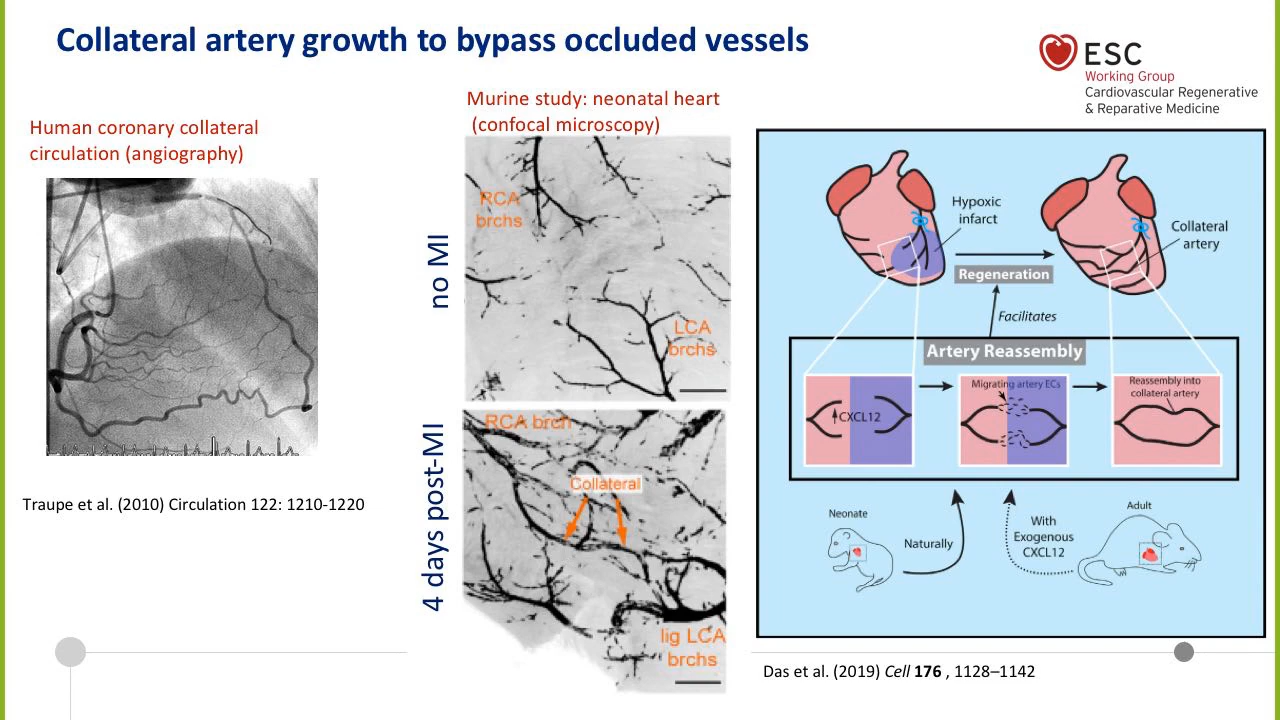 Collateral artery growth to bypass occluded vessels
ESC
Working Group
Cardiovascular Regenerative
& Reparative Medicine
Human coronary collateral
circulation (angiography)
Traupe et al. (2010) Circulation 122: 1210-1220
Murine study: neonatal heart
(confocal microscopy)
no MI
RCA
brchs
LCA
brchs
4 days post-MI
RCA brch
Collateral
lig LCA
brchs
Hypoxic
infarct
Collateral
artery
Regeneration
Facilitates
Artery Reassembly
CXCL12
Migrating artery ECs
Reassembly into
collateral artery
Neonate
Naturally
With
Exogenous
CXCL12
Adult
Das et al. (2019) Cell 176 , 1128–1142